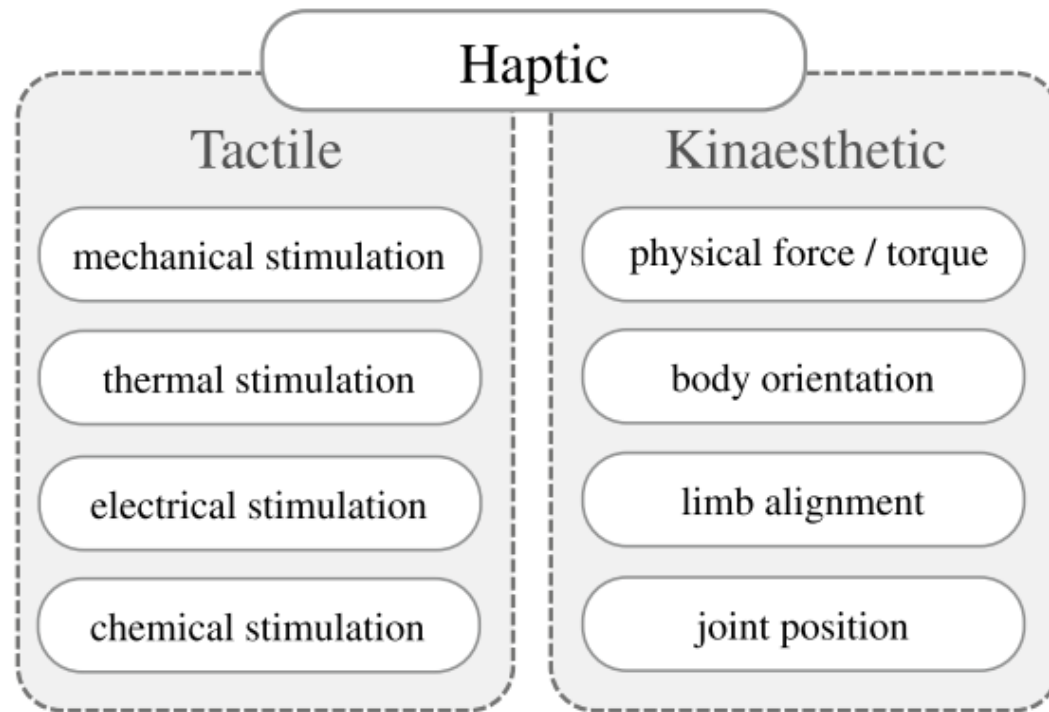 Haptic
Tactile
mechanical stimulation
thermal stimulation
electrical stimulation
chemical stimulation
Kinaesthetic
physical force / torque
body orientation
limb alignment
joint position